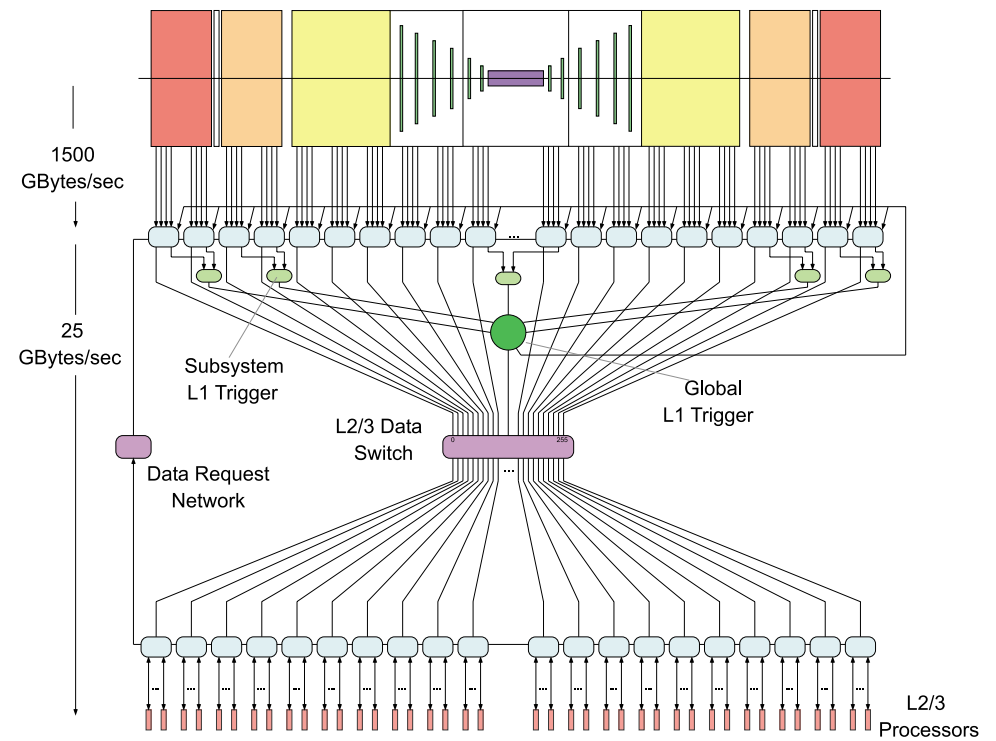 1500
GBytes/sec
...
25
GBytes/sec
Subsystem
L1 Trigger
Global
L1 Trigger
L2/3 Data
Switch
0
255
...
Data Request
Network
... ... ... ... ... ... ... ... ... ... ... ... ... ... ... ... ... ... ... ...
L2/3
Processors